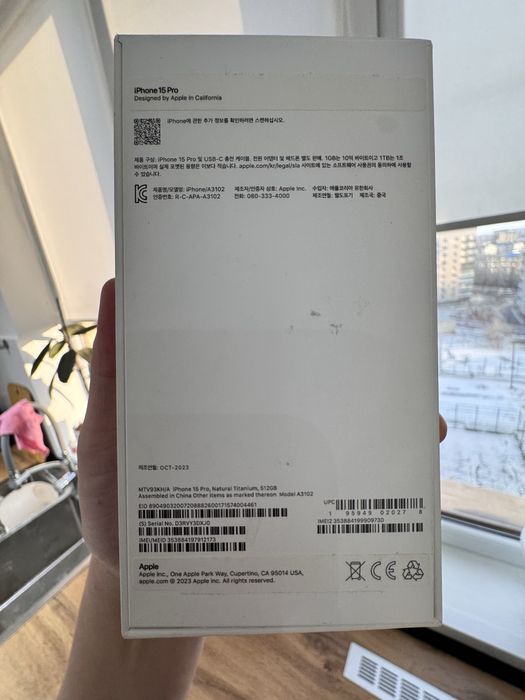 iPhone 15 Pro
Designed by Apple in California
iPhone에 관한 추가 정보를 확인하려면 스캔하십시오.
제품 구성: iPhone 15 Pro 및 USB-C 충전 케이블. 전원 어댑터 및 헤드폰 별도 판매. 1GB는 10억 바이트이고 1TB는 1조
바이트이며 실제 포맷된 용량은 이보다 적습니다. apple.com/kr/legal/sla 사이트에 있는 소프트웨어 사용권의 동의하에 사용할
수 있습니다.
제품명/모델명: iPhone/A3102 제조자/인증자 상호: Apple Inc. 수입자: 애플코리아 유한회사
인증번호: R-C-APA-A3102 전화: 080-333-4000 제조연월: 별도표기 제조국: 중국
제조연월: OCT-2023
MTV93KH/A iPhone 15 Pro, Natural Titanium, 512GB
Assembled in China Other items as marked thereon Model A3102
EID 89049032007208882600171574004461
UPC
1 95949 02027 8
(S) Serial No. D3RVY3DXJ0
IMEI2 353884199909730
IMEI/MEID 353884197912173
Apple
Apple Inc., One Apple Park Way, Cupertino, CA 95014 USA,
apple.com © 2023 Apple Inc. All rights reserved.
CE